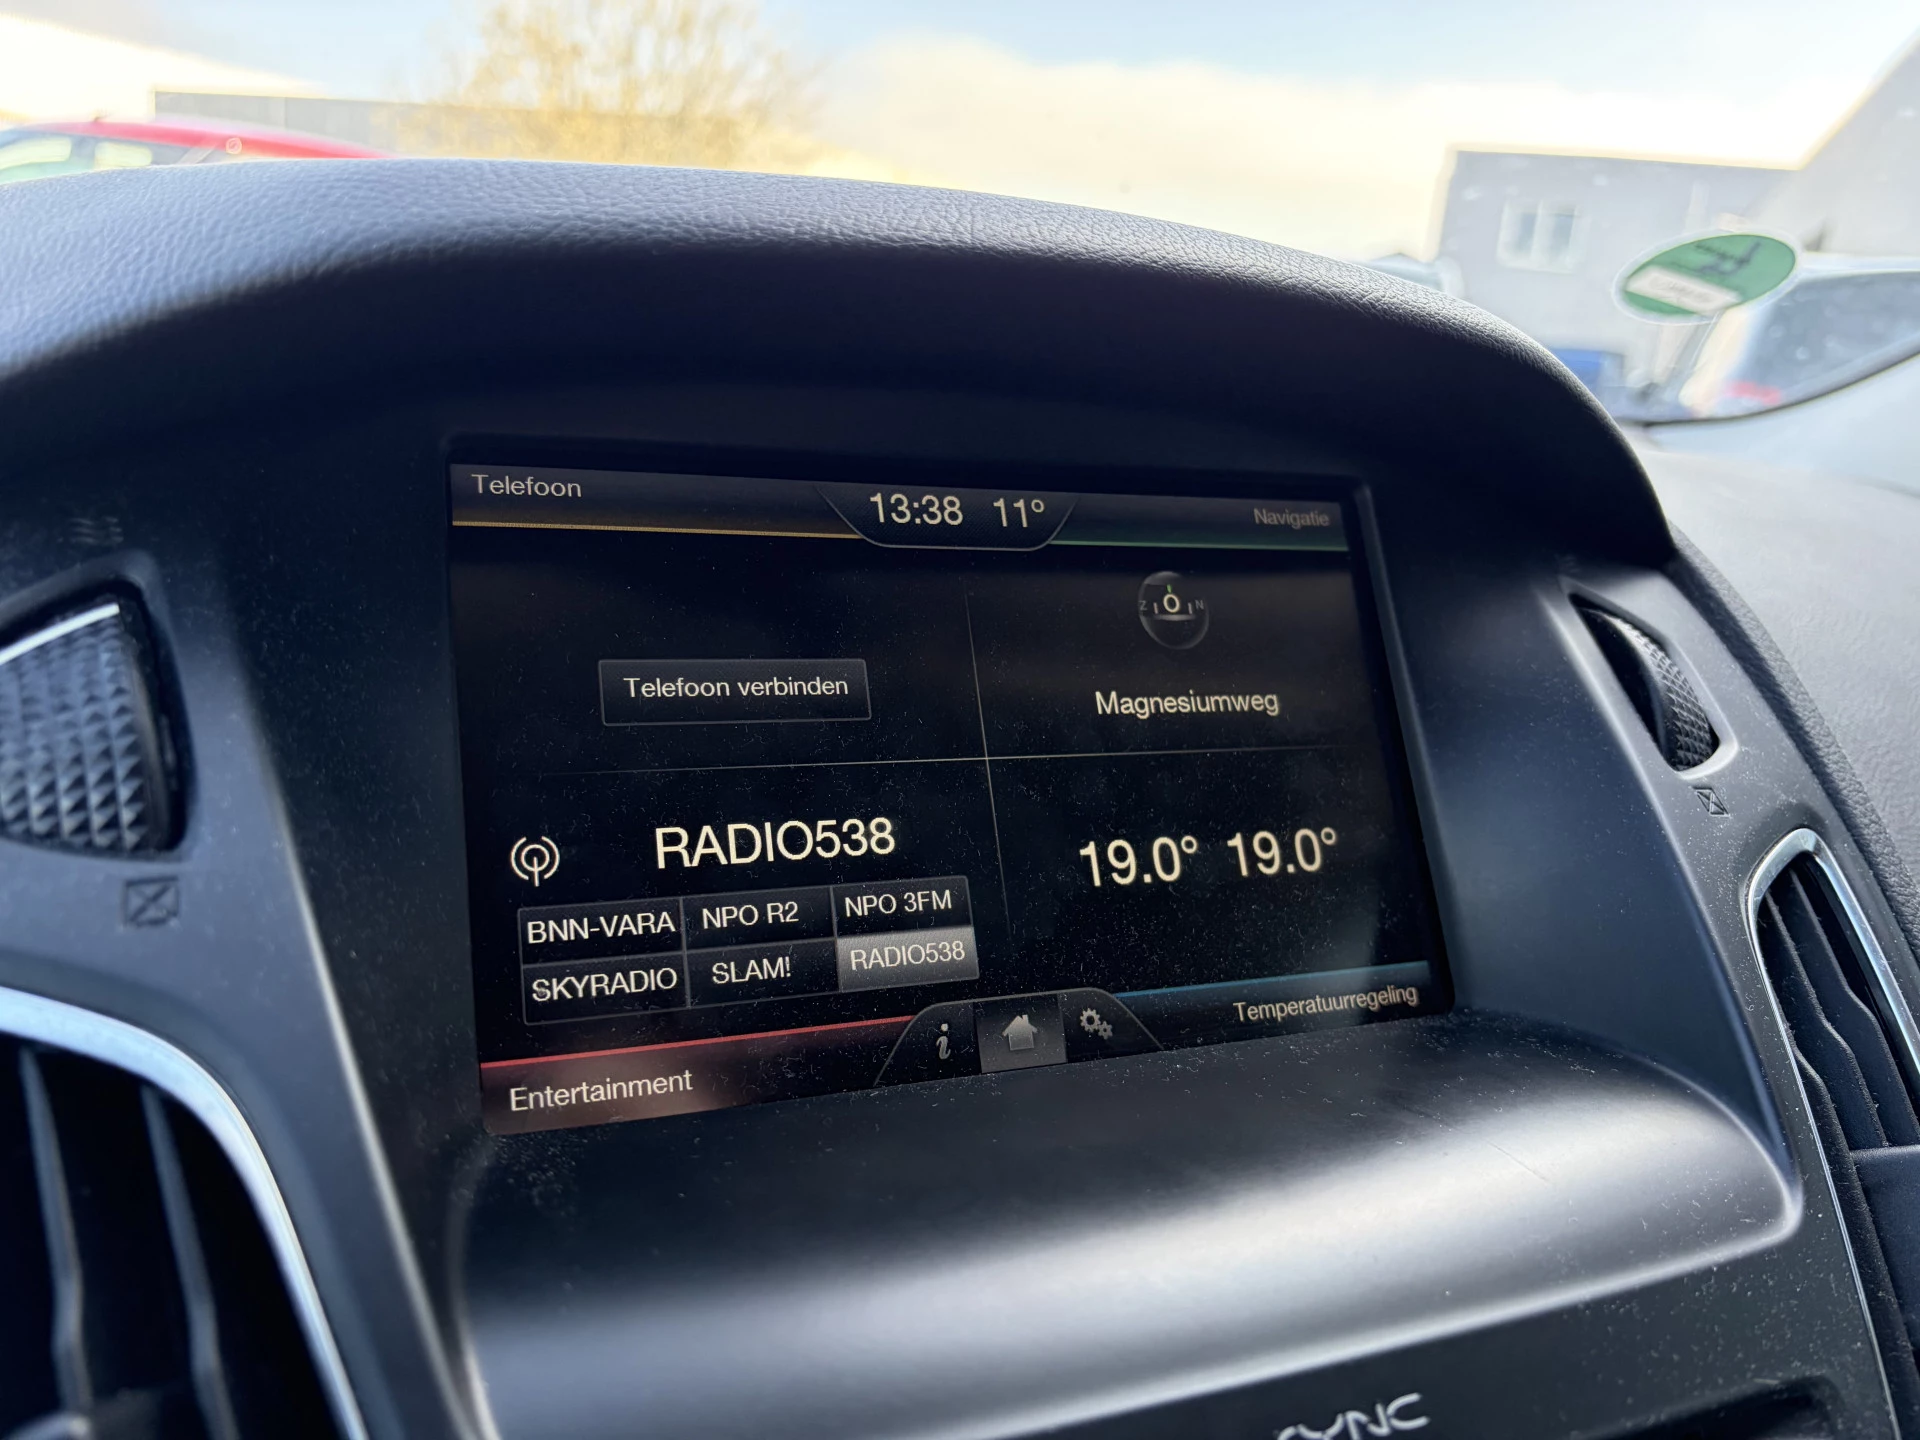 Telefoon
13:38 11°
Navigatie
Z O N
Telefoon verbinden
Magnesiumweg
RADIO538
BNN-VARA NPO R2 NPO 3FM
SKYRADIO SLAM! RADIO538
19.0° 19.0°
Entertainment
i
Temperatuurregeling
SYNC